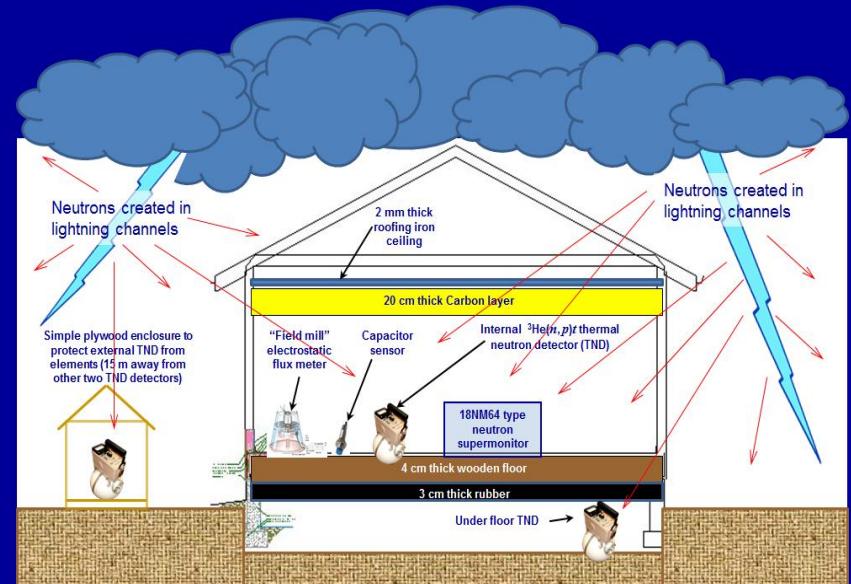 Neutrons created in
lightning channels
Neutrons created in
lightning channels
2 mm thick
roofing iron
ceiling
20 cm thick Carbon layer
Simple plywood enclosure to
protect external TND from
elements (15 m away from
other two TND detectors)
“Field mill”
electrostatic
flux meter
Capacitor
sensor
Internal ³He(n,p)t thermal
neutron detector (TND)
18NM64 type
neutron
supermonitor
4 cm thick wooden floor
3 cm thick rubber
Under floor TND